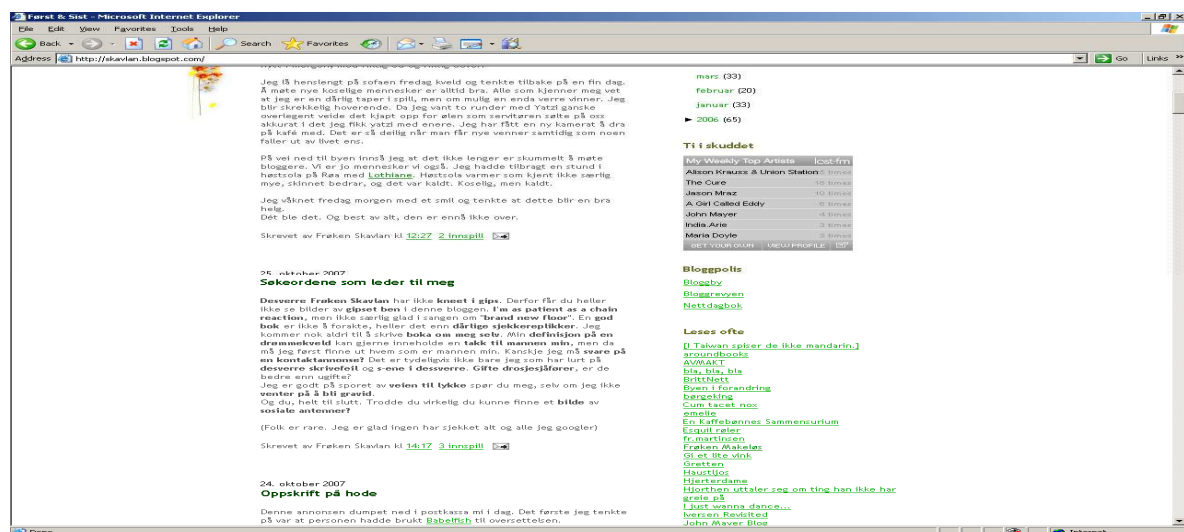 Først & Sist - Microsoft Internet Explorer
File Edit View Favorites Tools Help
Back Search Favorites
Address http://skavlan.blogspot.com/ Go Links »
Jeg lå henslengt på sofaen fredag kveld og tenkte tilbake på en fin dag.
Å møte nye koselige mennesker er alltid bra. Alle som kjenner meg vet
at jeg er en dårlig taper i spill, men om mulig en enda verre vinner. Jeg
blir skrekkelig hoverende. Da jeg vant to runder med Yatzi ganske
overlegent veide det kjapt opp for ølen som servitøren sølte på oss
akkurat i det jeg fikk yatzi med enere. Jeg har fått en ny kamerat å dra
på kafé med. Det er så deilig når man får nye venner samtidig som noen
faller ut av livet ens.
På vei ned til byen innså jeg at det ikke lenger er skummelt å møte
bloggere. Vi er jo mennesker vi også. Jeg hadde tilbragt en stund i
høstsola på Røa med Lothiane. Høstsola varmer som kjent ikke særlig
mye, skinnet bedrar, og det var kaldt. Koselig, men kaldt.
Jeg våknet fredag morgen med et smil og tenkte at dette blir en bra
helg.
Dét ble det. Og best av alt, den er ennå ikke over.
Skrevet av Frøken Skavlan kl 12:27 2 innspill
25. oktober 2007
Søkeordene som leder til meg
Desverre Frøken Skavlan har ikke kneet i gips. Derfor får du heller
ikke se bilder av gipset ben i denne bloggen. I'm as patient as a chain
reaction, men ikke særlig glad i sangen om "brand new floor". En god
bok er ikke å forakte, heller det enn dårlige sjekkereplikker. Jeg
kommer nok aldri til å skrive boka om meg selv. Min definisjon på en
drømmekveld kan gjerne inneholde en takk til mannen min, men da
må jeg først finne ut hvem som er mannen min. Kanskje jeg må svare på
en kontaktannonse? Det er tydeligvis ikke bare jeg som har lurt på
desverre skrivefeil og s-ene i dessverre. Gifte drosjesjåfører, er de
bedre enn ugifte?
Jeg er godt på sporet av veien til lykke spør du meg, selv om jeg ikke
venter på å bli gravid.
Og du, helt til slutt. Trodde du virkelig du kunne finne et bilde av
sosiale antenner?
(Folk er rare. Jeg er glad ingen har sjekket alt og alle jeg googler)
Skrevet av Frøken Skavlan kl 14:17 3 innspill
24. oktober 2007
Oppskrift på hode
Denne annonsen dumpet ned i postkassa mi i dag. Det første jeg tenkte
på var at personen hadde brukt Babelfish til oversettelsen.
mars (33)
februar (20)
januar (33)
► 2006 (65)
Ti i skuddet
My Weekly Top Artists lost-fm
Alison Krauss & Union Station
The Cure
Jason Mraz
A Girl Called Eddy
John Mayer
India.Arie
Maria Doyle
GET YOUR OWN VIEW PROFILE
Bloggpolis
Bloggby
Bloggrevyen
Nettdagbok
Leses ofte
[I Taiwan spiser de ikke mandarin.]
aroundbooks
AVMAKT
bla, bla, bla
BrittNett
Byen i forandring
børgeking
Cum tacet nox
emelie
En Kaffebønnes Sammensurium
Esquil røler
fr.martinsen
Frøken Makeløs
Gi et lite vink
Gretten
Haustljos
Hjerterdame
Hjorthen uttaler seg om ting han ikke har
greie på
I just wanna dance...
Iversen Revisited
John Mayer Blog